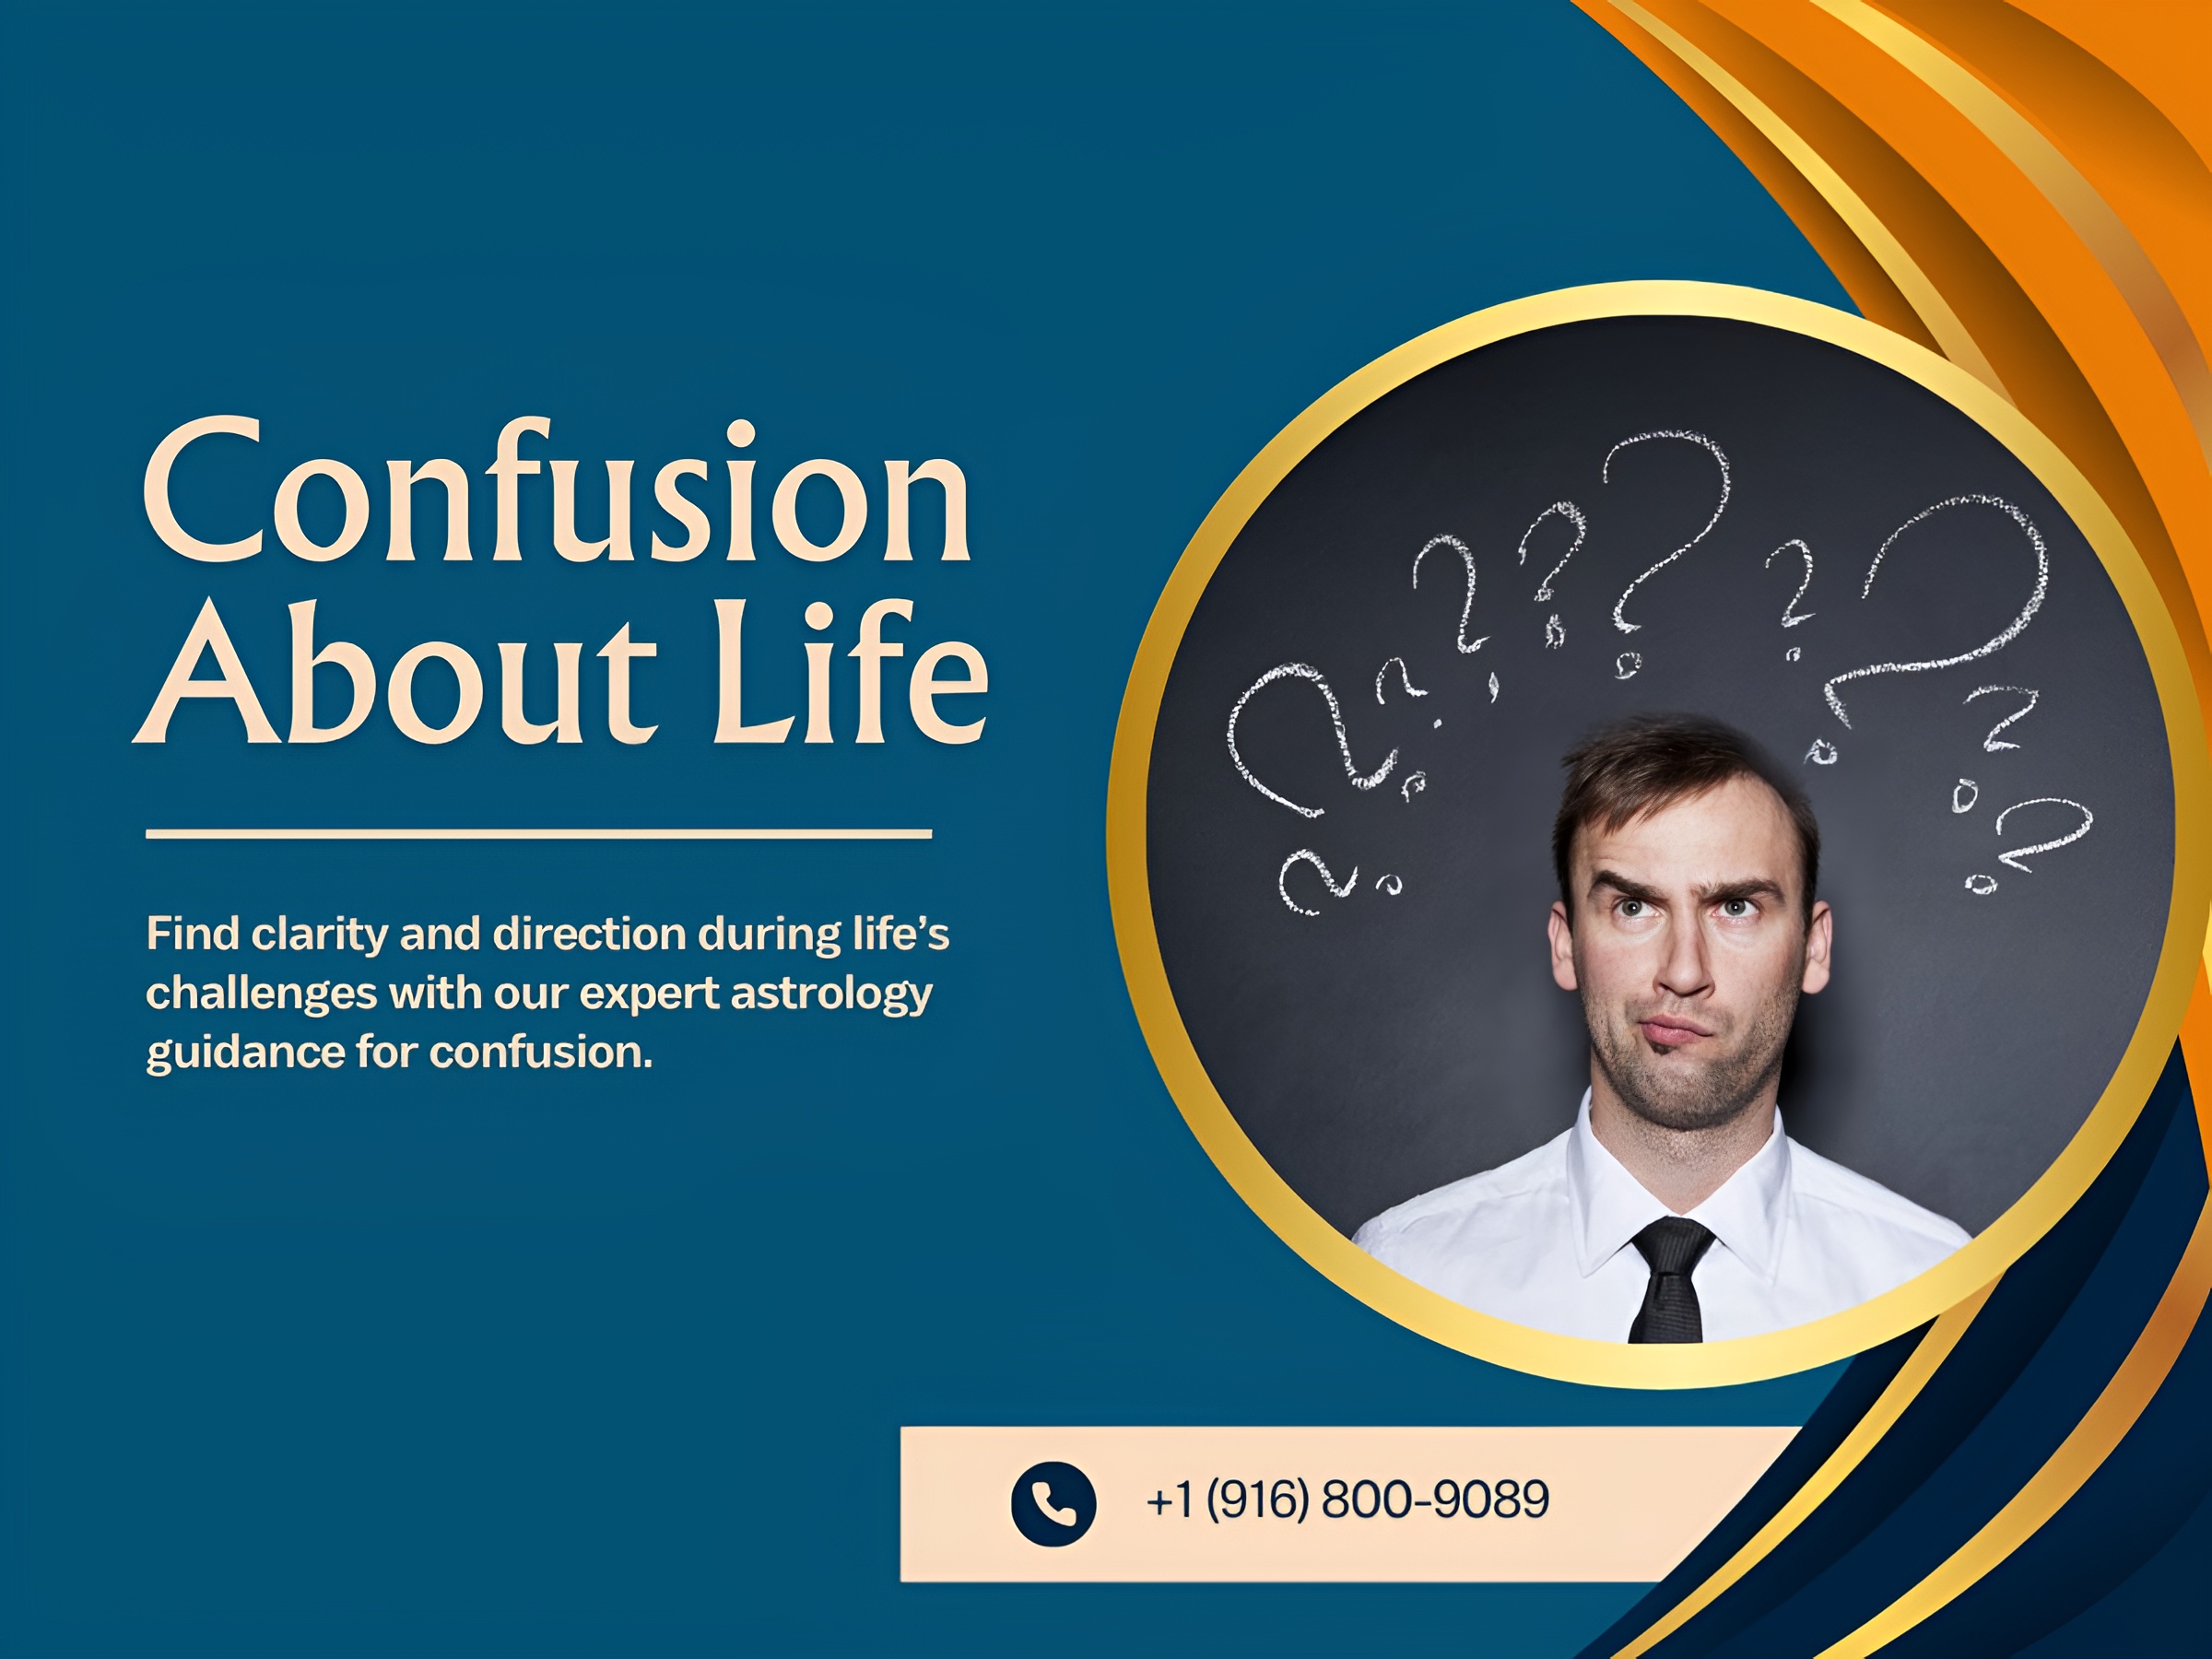 Confusion
About Life
Find clarity and direction during life’s
challenges with our expert astrology
guidance for confusion.
+1 (916) 800-9089